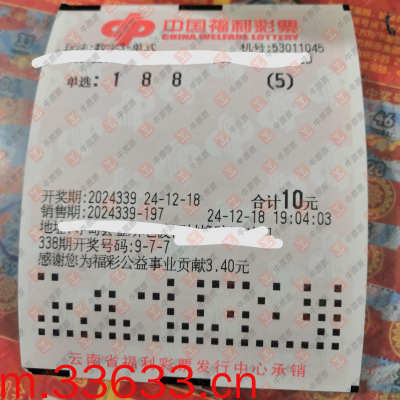 中国福利彩票
CHINA WELFARE LOTTERY
机号:53011045
单选: 1 8 8 (5)
开奖期:2024339 24-12-18 合计10元
销售期:2024339-197 24-12-18 19:04:03
338期开奖号码:9-7-7
感谢您为福彩公益事业贡献3.40元
云南省福利彩票发行中心承销
m.33633.cn